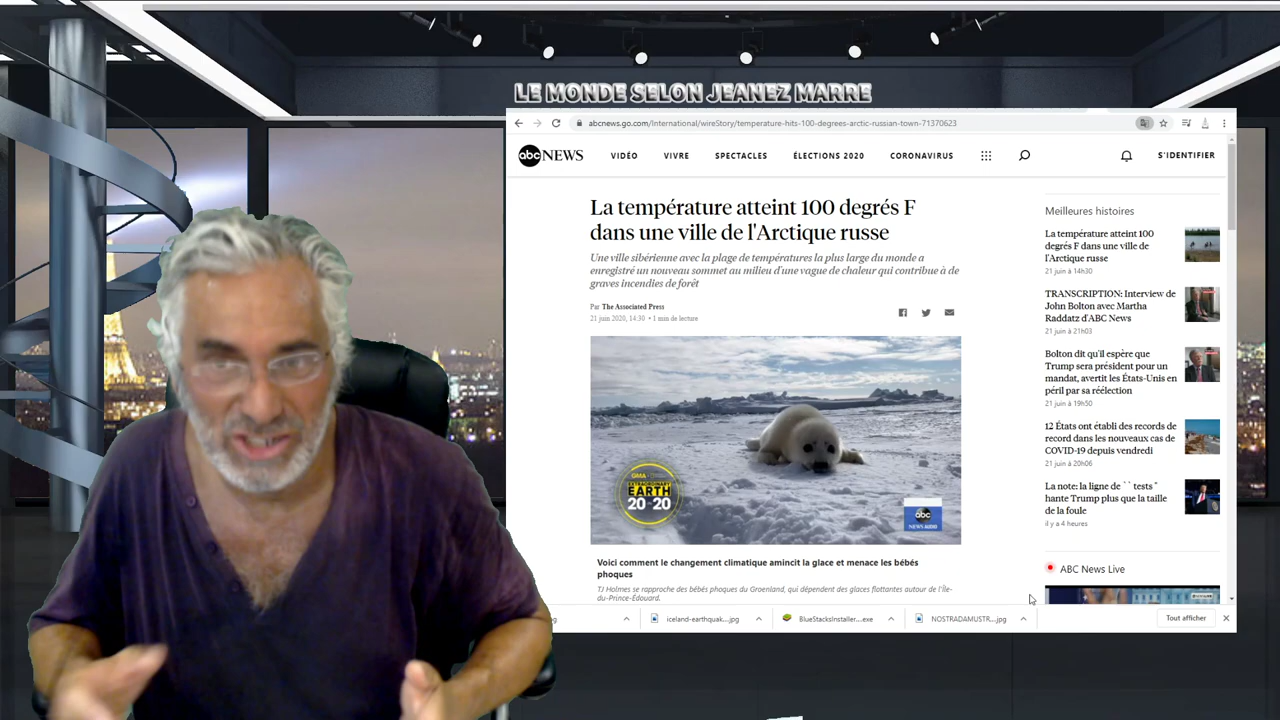 LE MONDE SELON JEANEZ MARRE
abcnews.go.com/International/wireStory/temperature-hits-100-degrees-arctic-russian-town-71370623
abc NEWS VIDÉO VIVRE SPECTACLES ÉLECTIONS 2020 CORONAVIRUS S'IDENTIFIER
La température atteint 100 degrés F
dans une ville de l'Arctique russe
Une ville sibérienne avec la plage de températures la plus large du monde a
enregistré un nouveau sommet au milieu d'une vague de chaleur qui contribue à de
graves incendies de forêt
Par The Associated Press
21 juin 2020, 14:30 • 1 min de lecture
EXTRAORDINARY
EARTH
20 20
abc
NEWS
Voici comment le changement climatique amincit la glace et menace les bébés
phoques
TJ Holmes se rapproche des bébés phoques du Groenland, qui dépendent des glaces flottantes autour de l'Île-
du-Prince-Édouard.
Meilleures histoires
La température atteint 100
degrés F dans une ville de
l'Arctique russe
21 juin à 14h30
TRANSCRIPTION: Interview de
John Bolton avec Martha
Raddatz d'ABC News
21 juin à 21h03
Bolton dit qu'il espère que
Trump sera président pour un
mandat, avertit les États-Unis en
péril par sa réélection
21 juin à 19h50
12 États ont établi des records de
record dans les nouveaux cas de
COVID-19 depuis vendredi
21 juin à 20h06
La note: la ligne de `` tests ''
hante Trump plus que la taille
de la foule
il y a 4 heures
ABC News Live
iceland-earthquak....jpg BlueStacksInstaller....exe NOSTRADAMUSTR....jpg Tout afficher